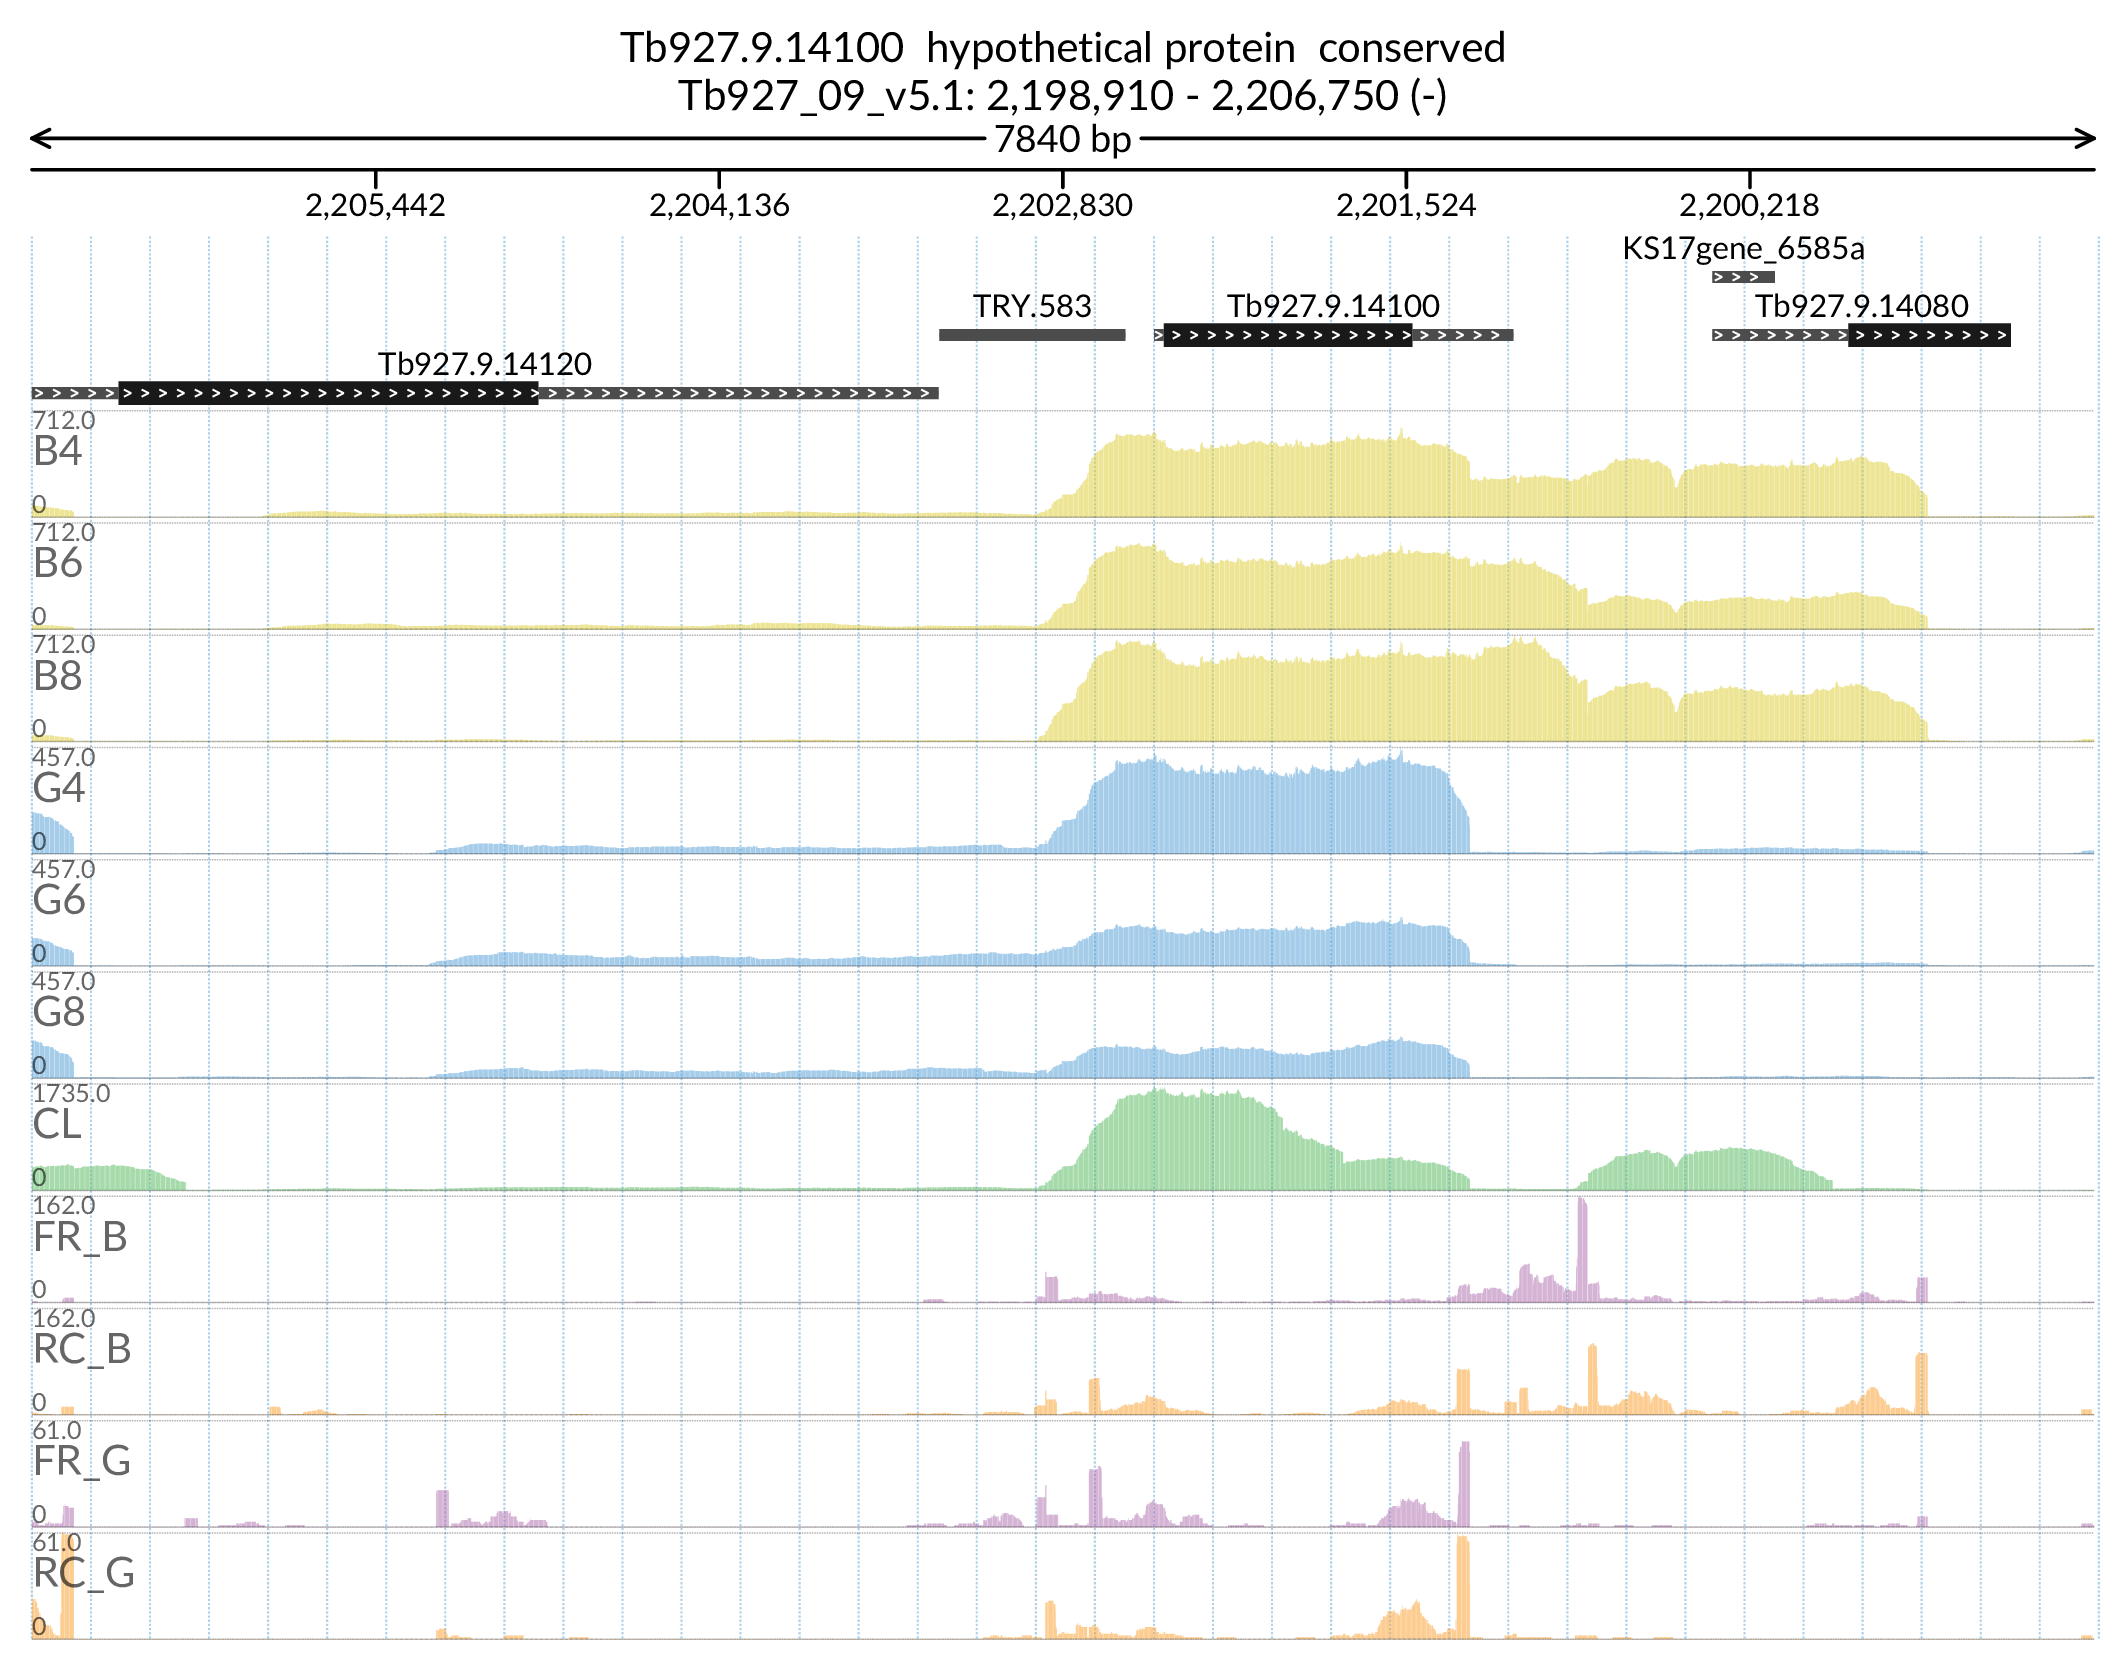 Tb927.9.14100  hypothetical protein  conserved
Tb927_09_v5.1: 2,198,910 - 2,206,750 (-)
7840 bp
2,205,442 2,204,136 2,202,830 2,201,524 2,200,218
KS17gene_6585a
TRY.583 Tb927.9.14100 Tb927.9.14080
Tb927.9.14120
712.0
B4
0
712.0
B6
0
712.0
B8
0
457.0
G4
0
457.0
G6
0
457.0
G8
0
1735.0
CL
0
162.0
FR_B
0
162.0
RC_B
0
61.0
FR_G
0
61.0
RC_G
0